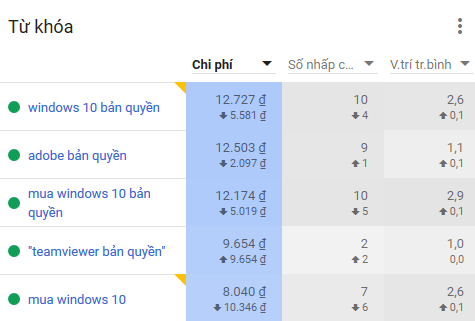 Từ khóa
Chi phí Số nhấp c... V.trí tr.bình
windows 10 bản quyền 12.727 ₫ 10 2,6
5.581 ₫ 4 0,1
adobe bản quyền 12.503 ₫ 9 1,1
2.097 ₫ 1 0,1
mua windows 10 bản quyền 12.174 ₫ 10 2,9
5.019 ₫ 5 0,1
"teamviewer bản quyền" 9.654 ₫ 2 1,0
9.654 ₫ 2 0,0
mua windows 10 8.040 ₫ 7 2,6
10.346 ₫ 6 0,1